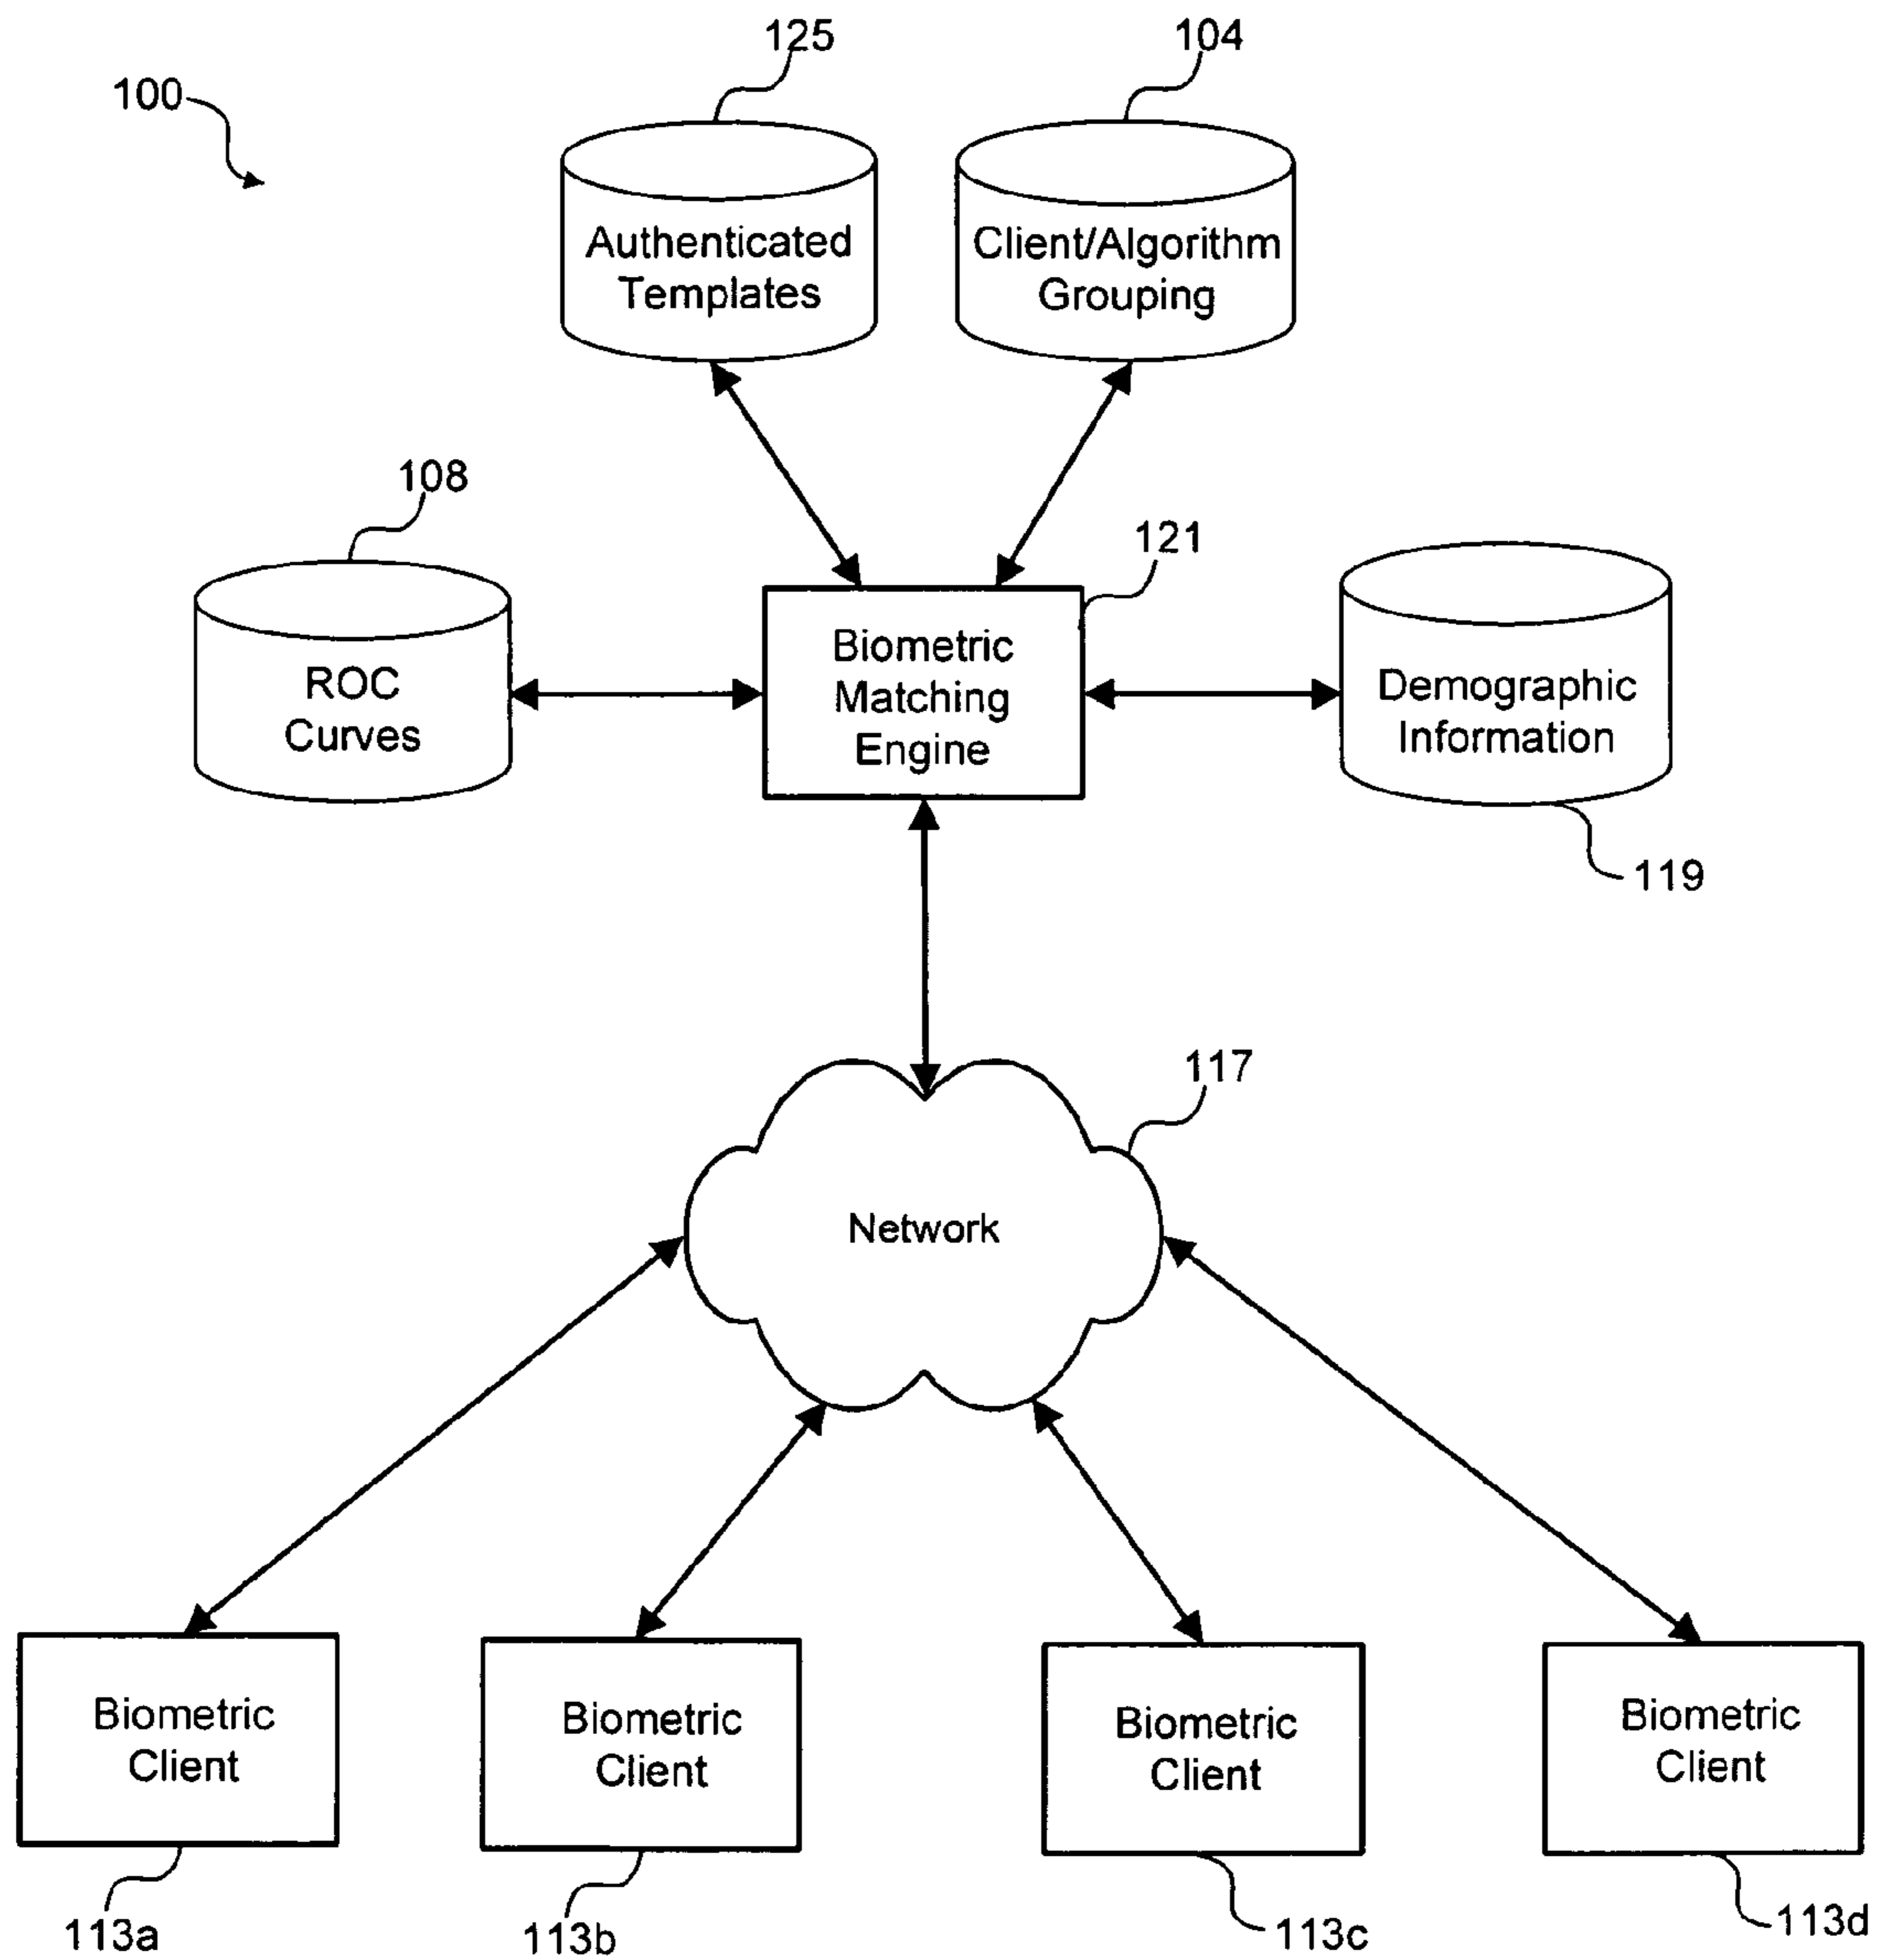 125
104
100
Authenticated
Templates
Client/Algorithm
Grouping
108
121
ROC
Curves
Biometric
Matching
Engine
Demographic
Information
119
117
Network
Biometric
Client
Biometric
Client
Biometric
Client
Biometric
Client
113a
113b
113c
113d